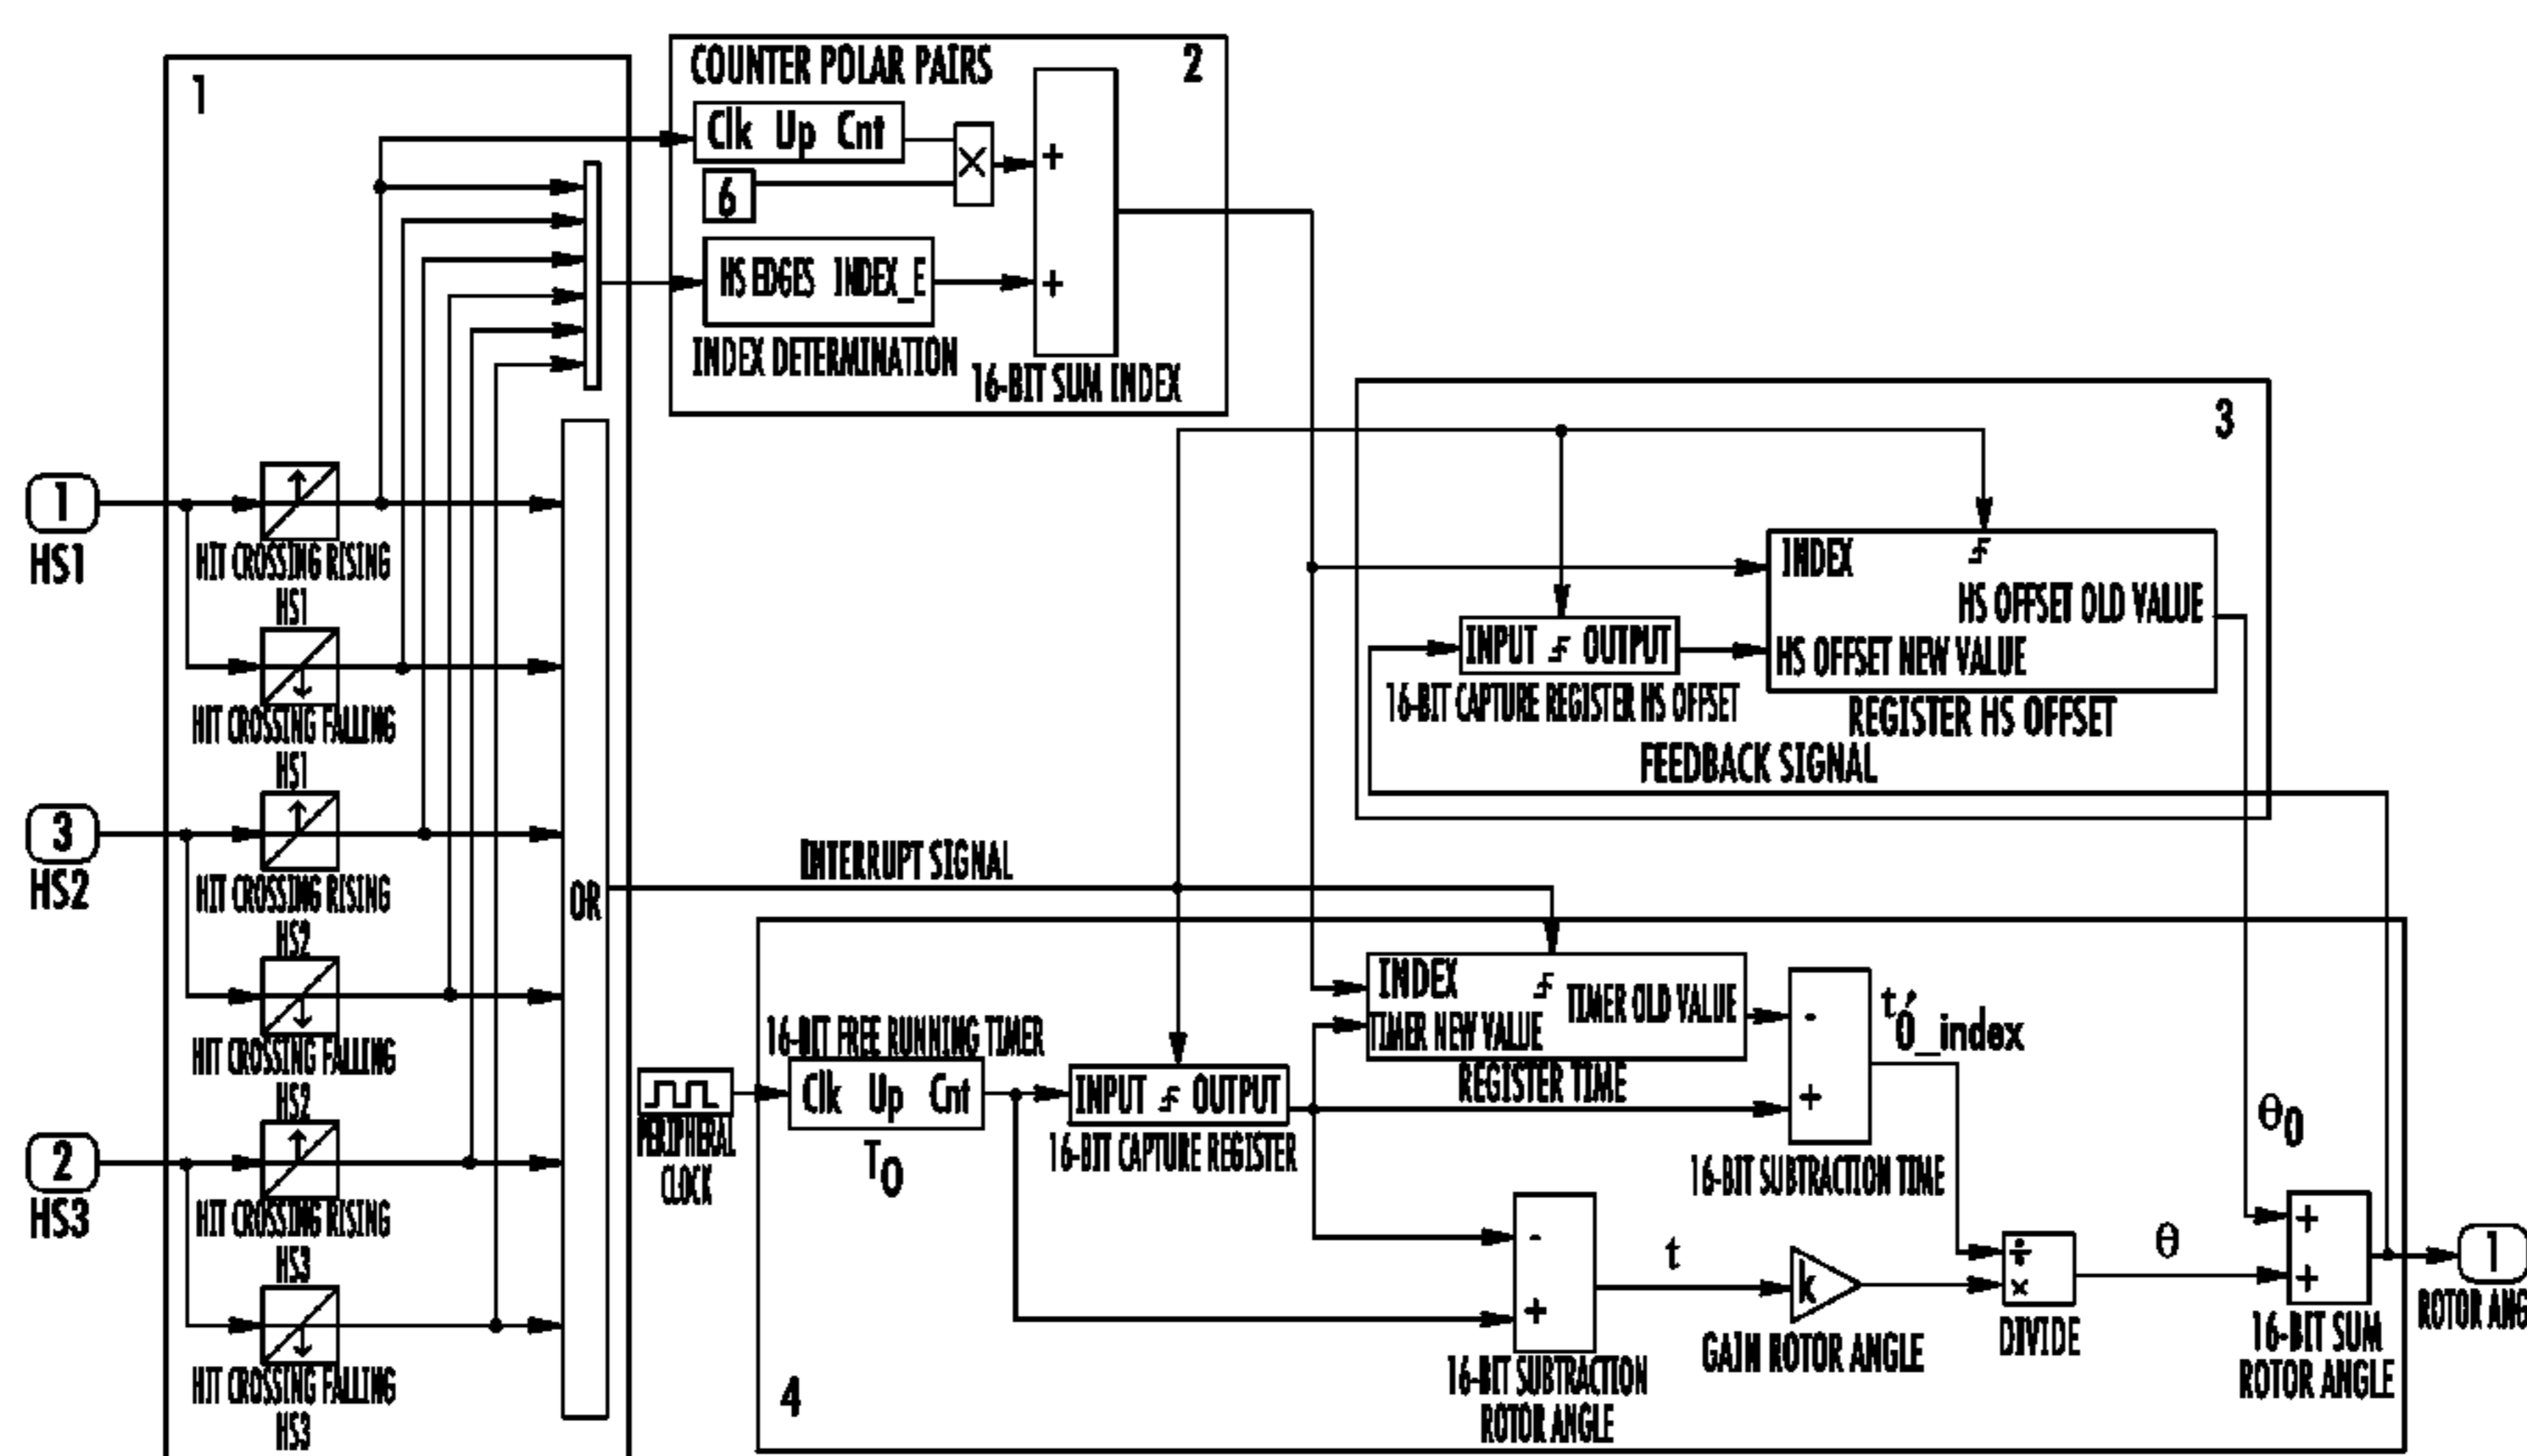 1
COUNTER POLAR PAIRS
2
Clk Up Cnt
6
×
+
HS EDGES INDEX_E
+
INDEX DETERMINATION
16-BIT SUM INDEX
3
1
HS1
HIT CROSSING RISING
HS1
HIT CROSSING FALLING
HS1
3
HS2
HIT CROSSING RISING
HS2
HIT CROSSING FALLING
HS2
2
HS3
HIT CROSSING RISING
HS3
HIT CROSSING FALLING
HS3
OR
INTERRUPT SIGNAL
INDEX
HS OFFSET OLD VALUE
HS OFFSET NEW VALUE
REGISTER HS OFFSET
INPUT OUTPUT
16-BIT CAPTURE REGISTER HS OFFSET
FEEDBACK SIGNAL
4
PERIPHERAL
CLOCK
16-BIT FREE RUNNING TIMER
Clk Up Cnt
T0
INPUT OUTPUT
16-BIT CAPTURE REGISTER
INDEX
TIMER OLD VALUE
TIMER NEW VALUE
REGISTER TIME
-
+
t'0_index
16-BIT SUBTRACTION TIME
-
+
16-BIT SUBTRACTION
ROTOR ANGLE
t
k
GAIN ROTOR ANGLE
÷
×
DIVIDE
θ
θ0
+
+
16-BIT SUM
ROTOR ANGLE
1
ROTOR ANG